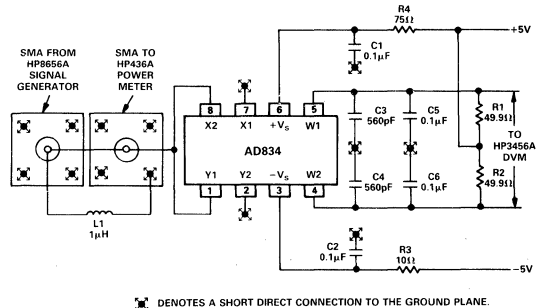 SMA FROM
HP8656A
SIGNAL
GENERATOR
SMA TO
HP436A
POWER
METER
L1
1μH
8
7
6
5
X2
X1
+VS
W1
AD834
Y1
Y2
−VS
W2
1
2
3
4
C1
0.1μF
R4
75Ω
+5V
C3
560pF
C5
0.1μF
R1
49.9Ω
TO
HP3456A
DVM
C4
560pF
C6
0.1μF
R2
49.9Ω
C2
0.1μF
R3
10Ω
−5V
DENOTES A SHORT DIRECT CONNECTION TO THE GROUND PLANE.